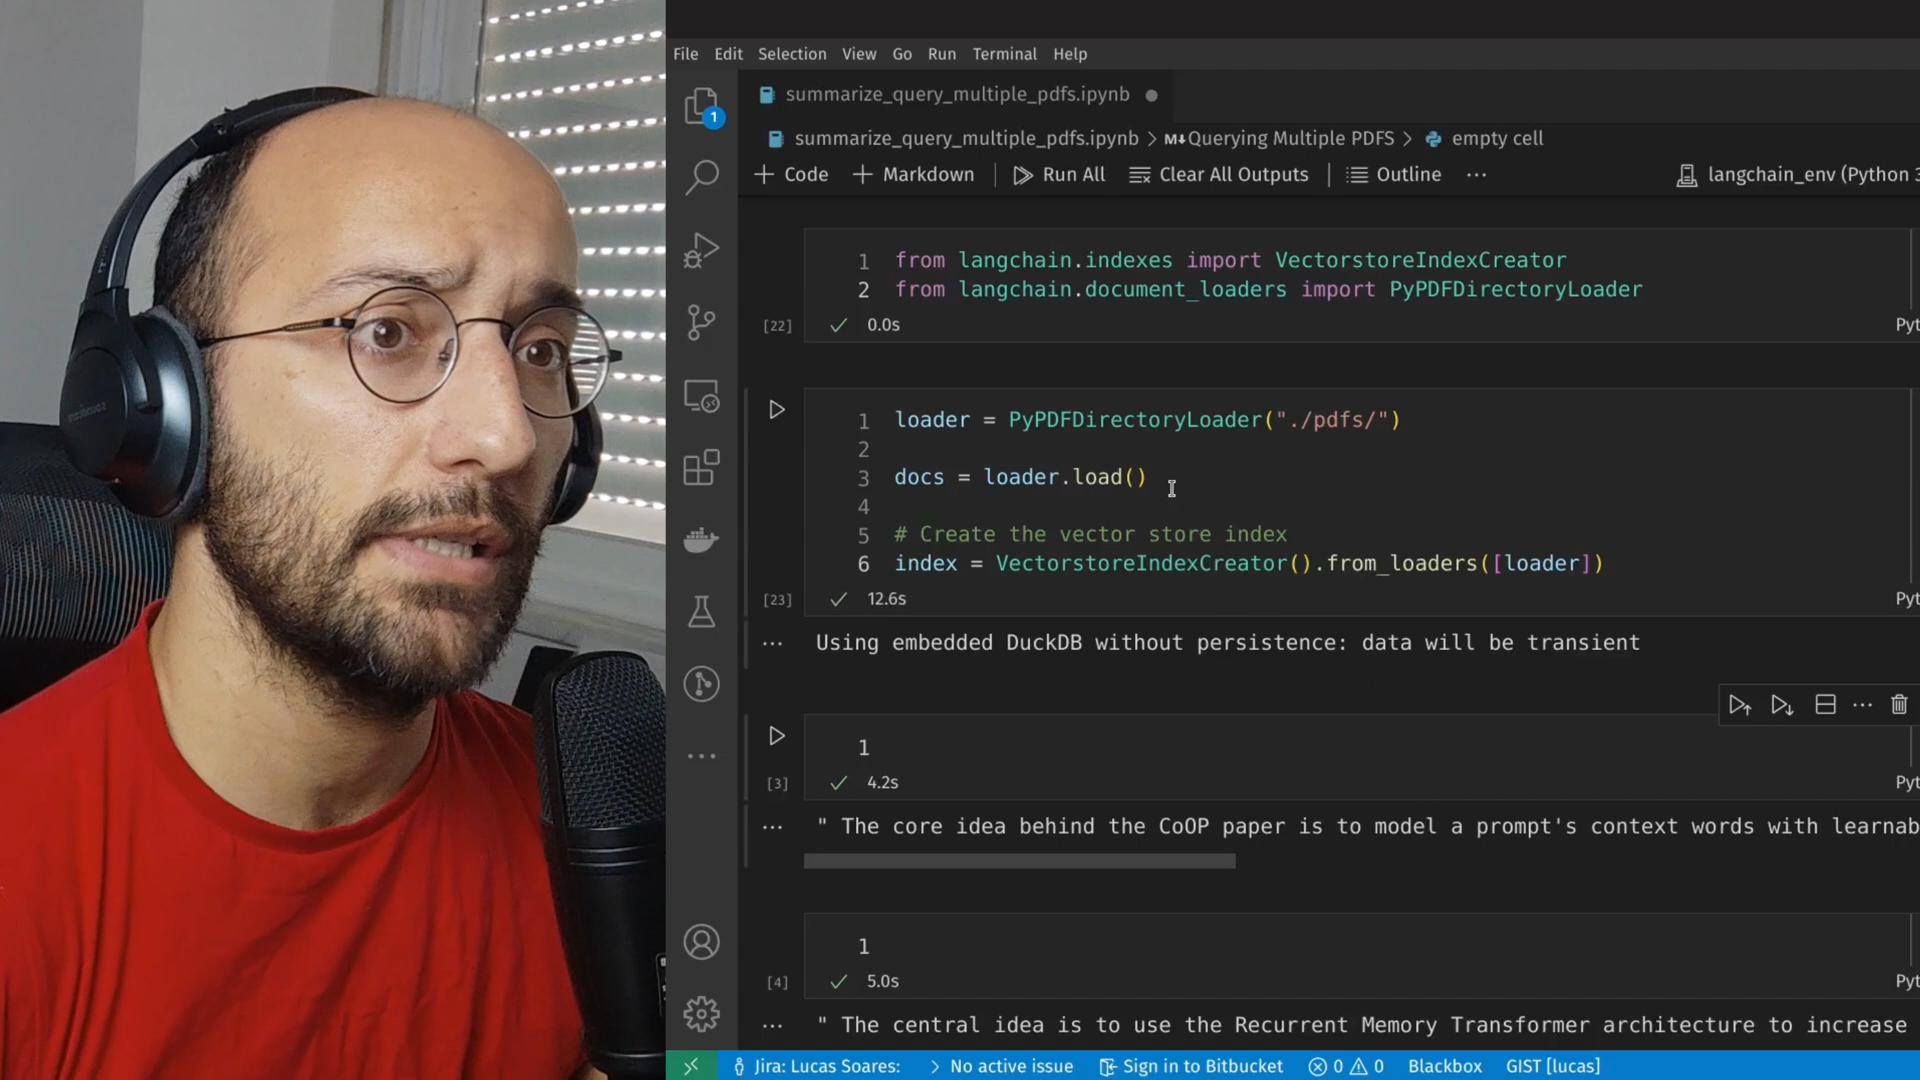 File Edit Selection View Go Run Terminal Help
summarize_query_multiple_pdfs.ipynb
1
summarize_query_multiple_pdfs.ipynb > M↓Querying Multiple PDFS > empty cell
+ Code + Markdown Run All Clear All Outputs Outline ... langchain_env (Python 3
1 from langchain.indexes import VectorstoreIndexCreator
2 from langchain.document_loaders import PyPDFDirectoryLoader
[22] ✓ 0.0s Pyt
1 loader = PyPDFDirectoryLoader("./pdfs/")
2
3 docs = loader.load()
4
5 # Create the vector store index
6 index = VectorstoreIndexCreator().from_loaders([loader])
[23] ✓ 12.6s Pyt
... Using embedded DuckDB without persistence: data will be transient
1
[3] ✓ 4.2s Pyt
... " The core idea behind the CoOP paper is to model a prompt's context words with learnab
1
[4] ✓ 5.0s Pyt
... " The central idea is to use the Recurrent Memory Transformer architecture to increase
Jira: Lucas Soares: > No active issue Sign in to Bitbucket 0 0 Blackbox GIST [lucas]